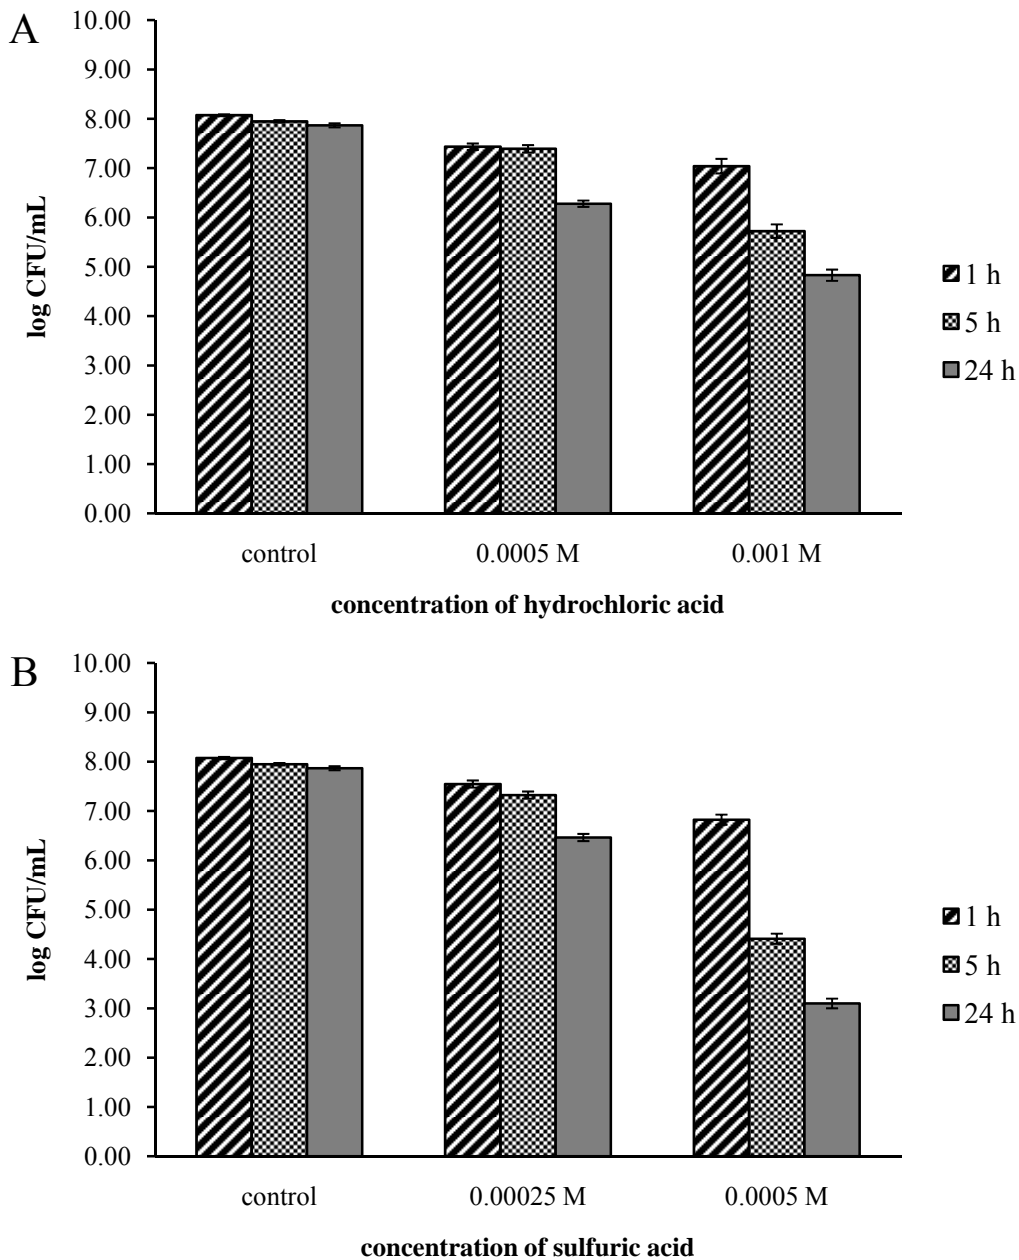 A
10.00
9.00
8.00
7.00
6.00
5.00
4.00
3.00
2.00
1.00
0.00
log CFU/mL
control 0.0005 M 0.001 M
concentration of hydrochloric acid
1 h
5 h
24 h
B
10.00
9.00
8.00
7.00
6.00
5.00
4.00
3.00
2.00
1.00
0.00
log CFU/mL
control 0.00025 M 0.0005 M
concentration of sulfuric acid
1 h
5 h
24 h